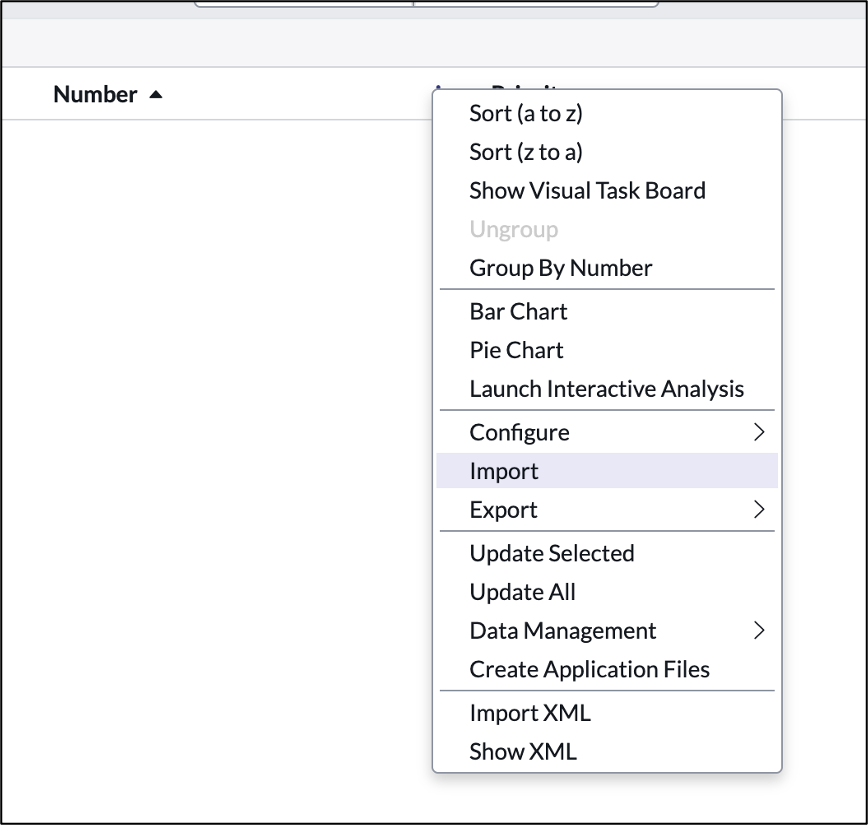 Number
Sort (a to z)
Sort (z to a)
Show Visual Task Board
Ungroup
Group By Number
Bar Chart
Pie Chart
Launch Interactive Analysis
Configure
Import
Export
Update Selected
Update All
Data Management
Create Application Files
Import XML
Show XML